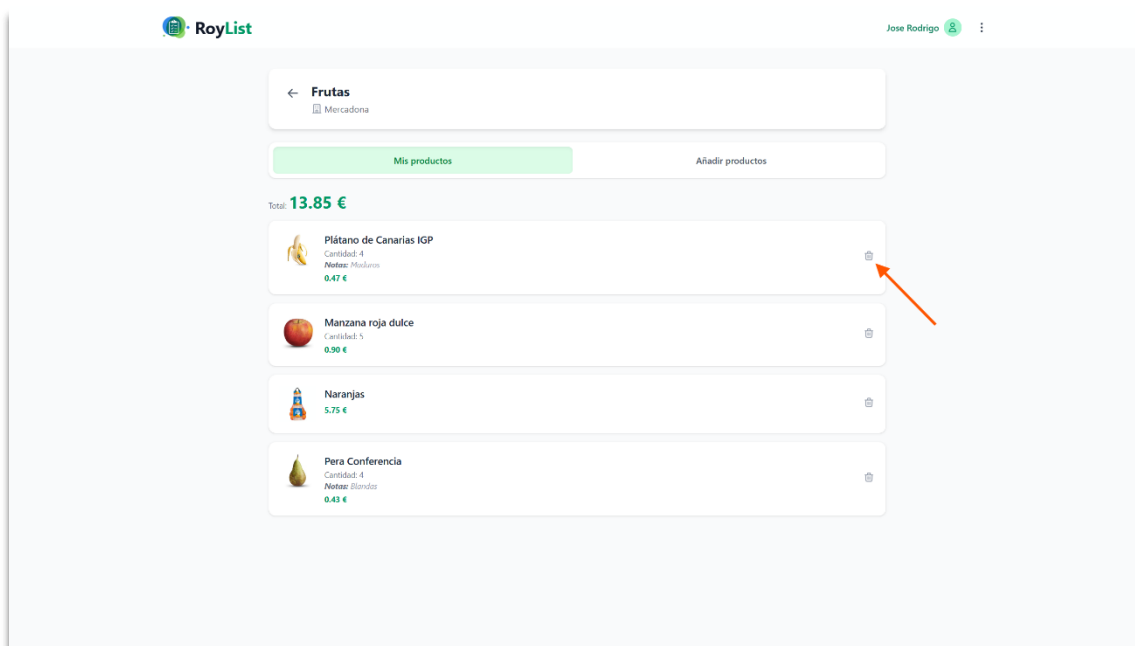 RoyList
Jose Rodrigo
Frutas
Mercadona
Mis productos
Añadir productos
Total: 13.85 €
Plátano de Canarias IGP
Cantidad: 4
Notas: Maduros
0.47 €
Manzana roja dulce
Cantidad: 5
0.90 €
Naranjas
5.75 €
Pera Conferencia
Cantidad: 4
Notas: Blandas
0.43 €